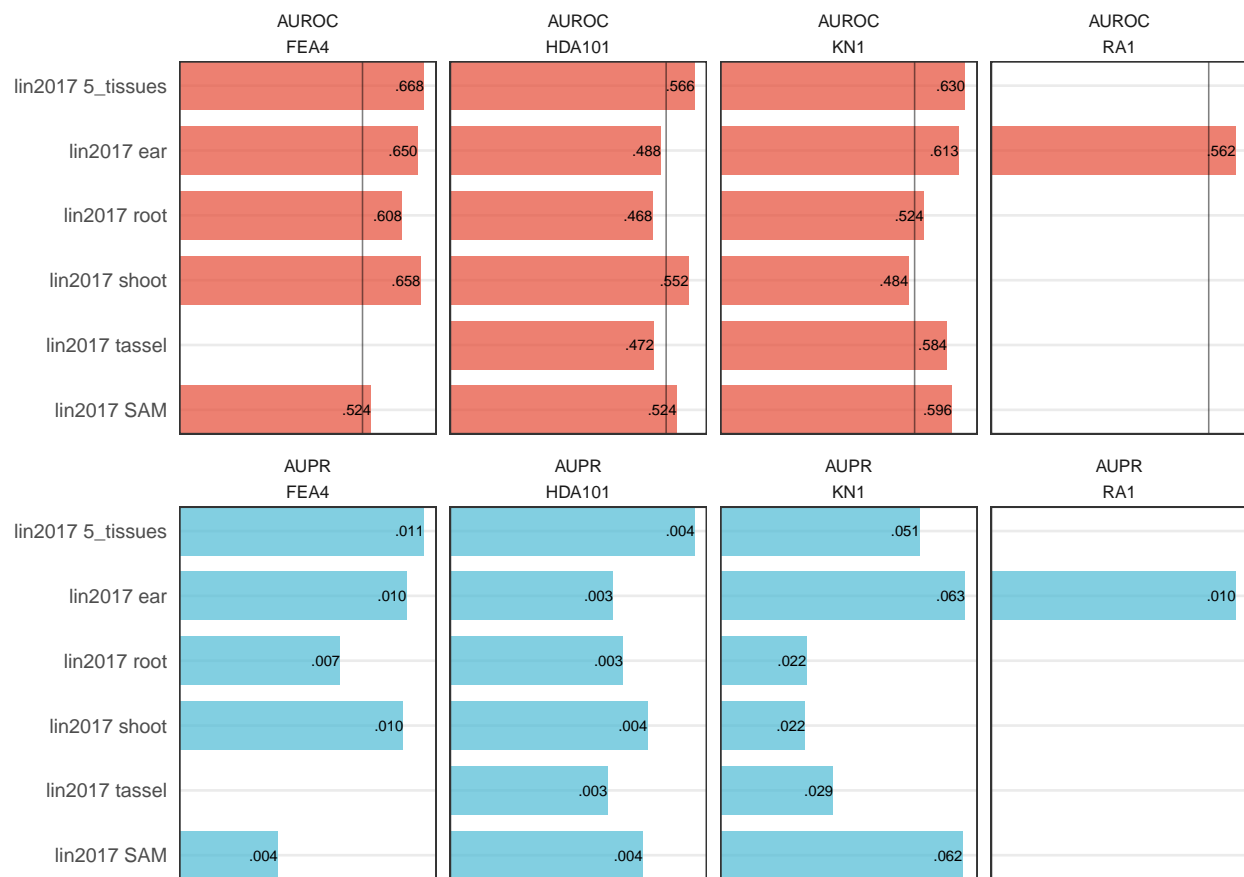 AUROC AUROC AUROC AUROC
FEA4 HDA101 KN1 RA1
lin2017 5_tissues .668 .566 .630
lin2017 ear .650 .488 .613 .562
lin2017 root .608 .468 .524
lin2017 shoot .658 .552 .484
lin2017 tassel .472 .584
lin2017 SAM .524 .524 .596
AUPR AUPR AUPR AUPR
FEA4 HDA101 KN1 RA1
lin2017 5_tissues .011 .004 .051
lin2017 ear .010 .003 .063 .010
lin2017 root .007 .003 .022
lin2017 shoot .010 .004 .022
lin2017 tassel .003 .029
lin2017 SAM .004 .004 .062